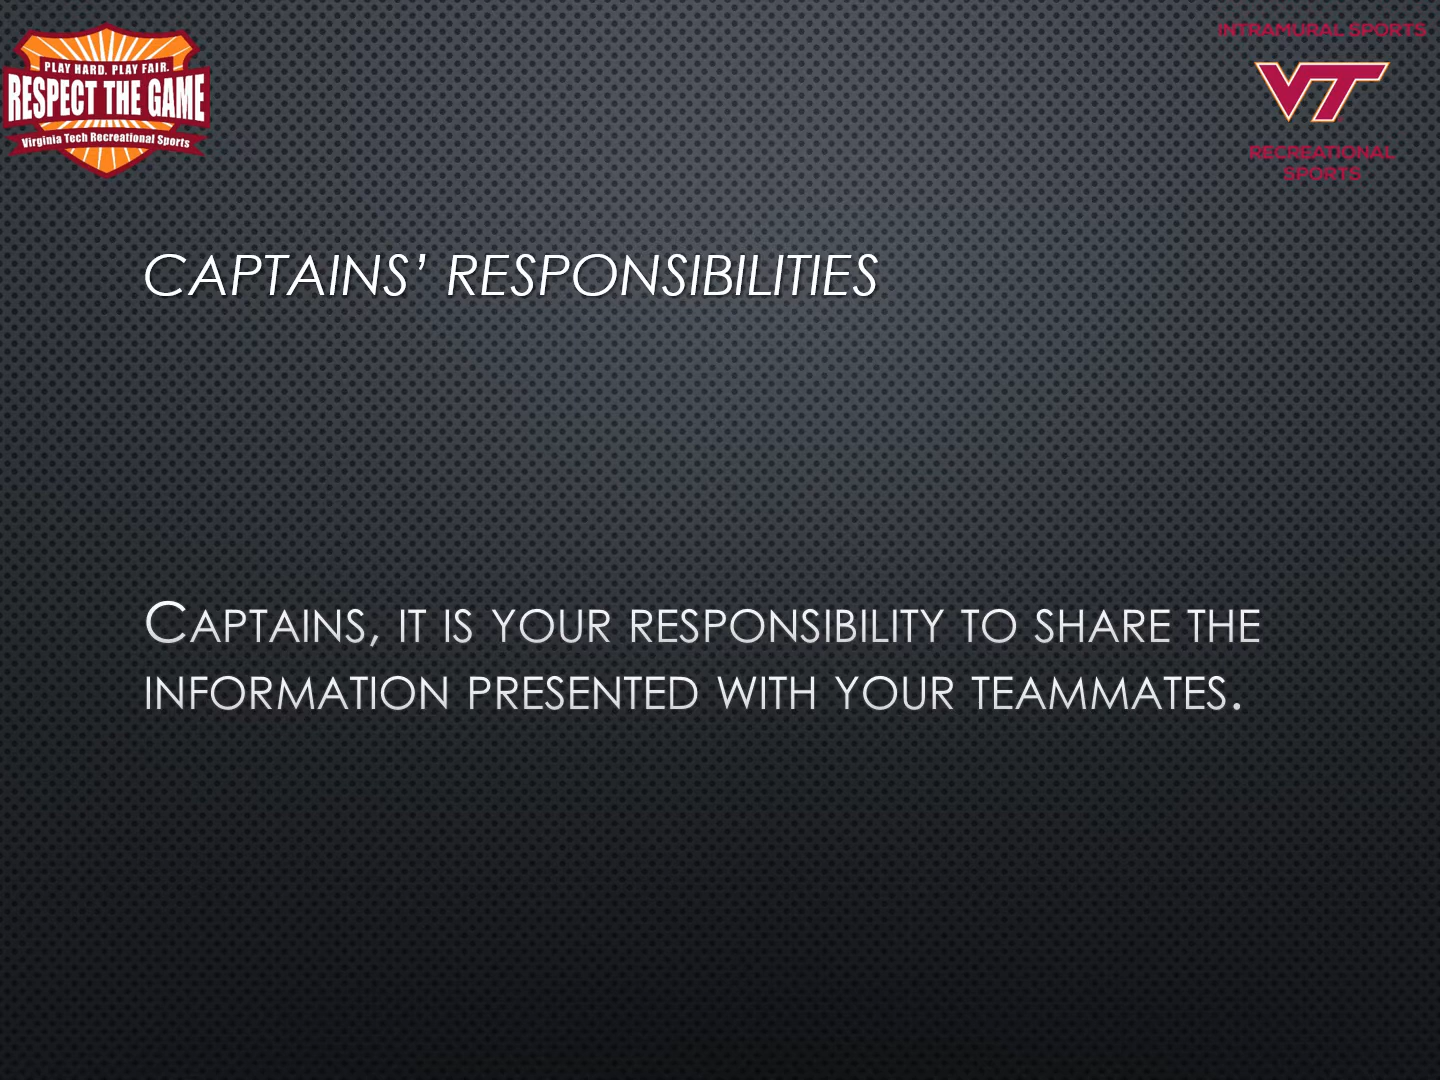 PLAY HARD. PLAY FAIR.
RESPECT THE GAME
Virginia Tech Recreational Sports
INTRAMURAL SPORTS
VT
RECREATIONAL
SPORTS
CAPTAINS’ RESPONSIBILITIES
CAPTAINS, IT IS YOUR RESPONSIBILITY TO SHARE THE
INFORMATION PRESENTED WITH YOUR TEAMMATES.